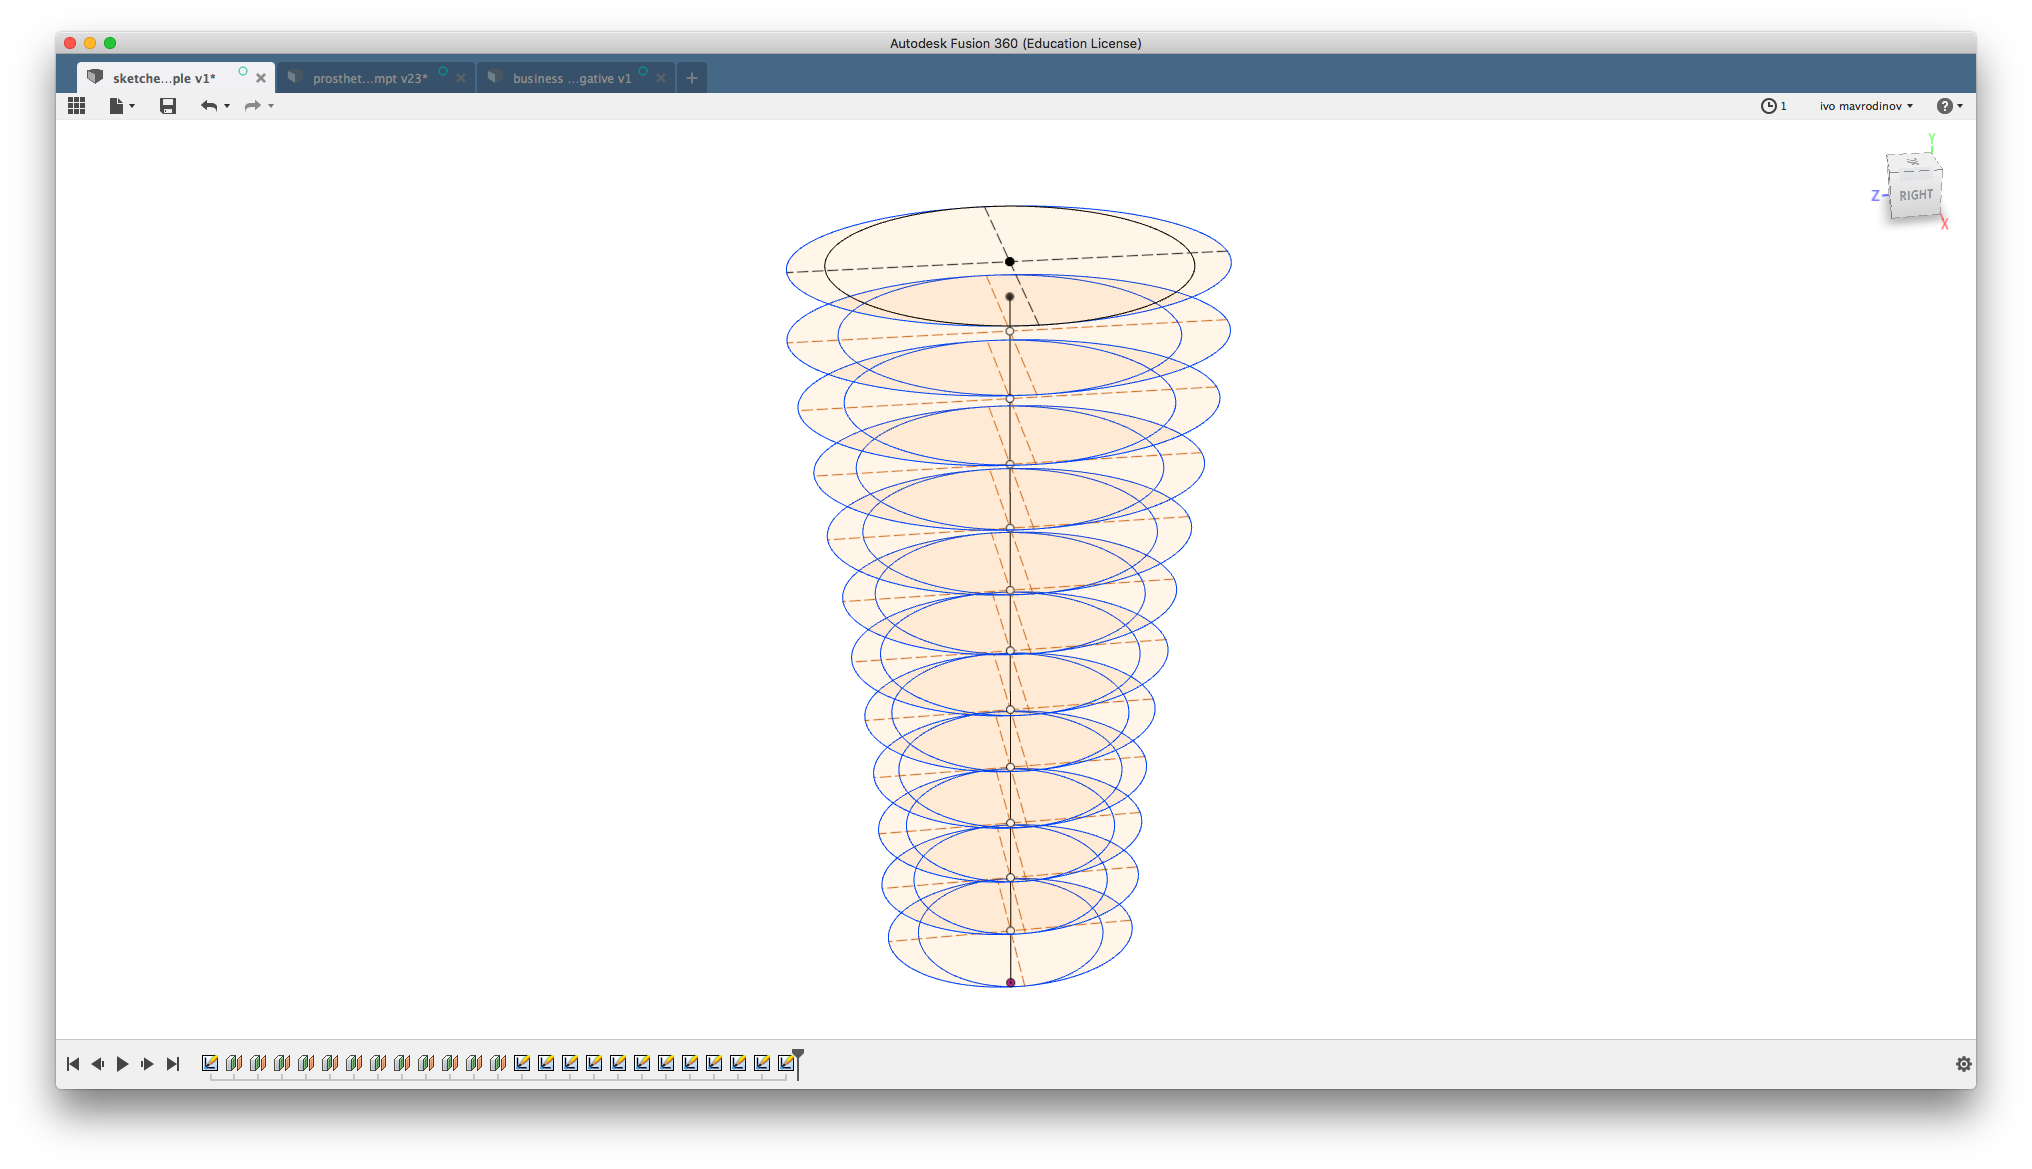 Autodesk Fusion 360 (Education License)
sketche...ple v1*
prosthet...mpt v23*
business ...gative v1
1
ivo mavrodinov
?
Y
Z
RIGHT
X